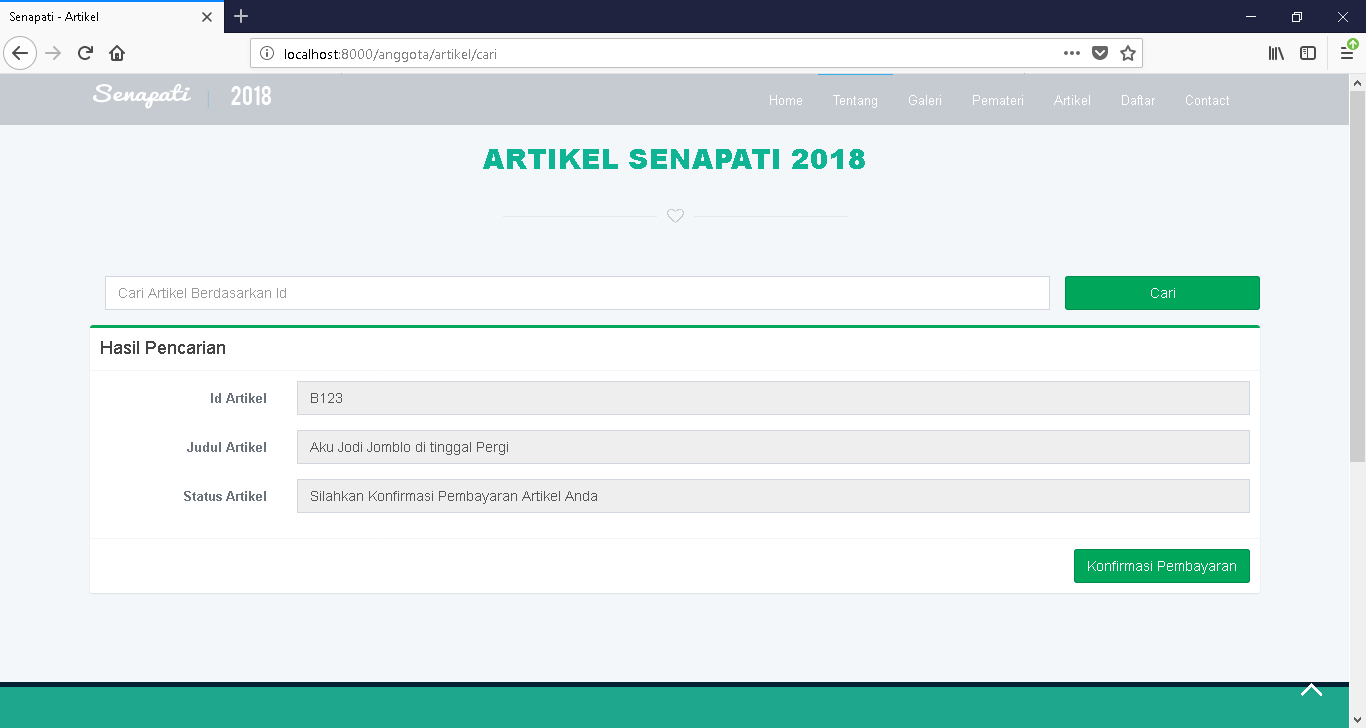 Senapati - Artikel
localhost:8000/anggota/artikel/cari
Senapati | 2018
Home Tentang Galeri Pemateri Artikel Daftar Contact
ARTIKEL SENAPATI 2018
Cari Artikel Berdasarkan Id Cari
Hasil Pencarian
Id Artikel B123
Judul Artikel Aku Jodi Jomblo di tinggal Pergi
Status Artikel Silahkan Konfirmasi Pembayaran Artikel Anda
Konfirmasi Pembayaran